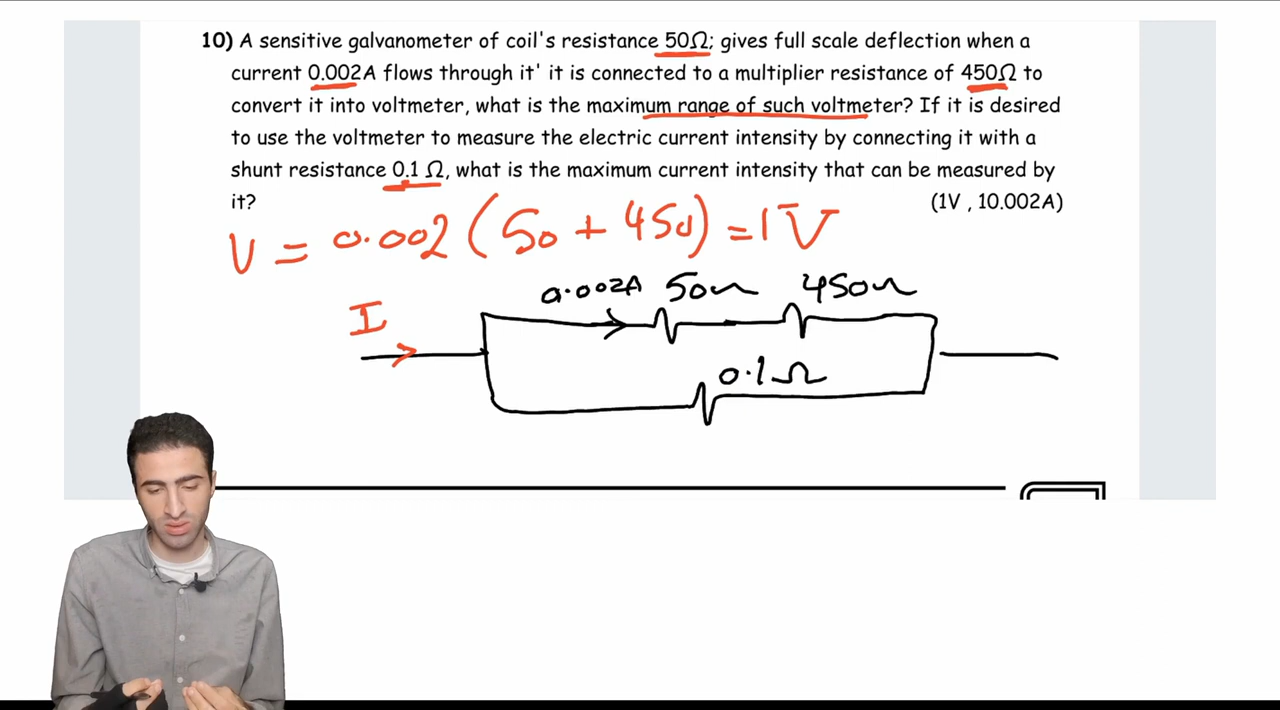 10) A sensitive galvanometer of coil's resistance 50Ω; gives full scale deflection when a
current 0.002A flows through it' it is connected to a multiplier resistance of 450Ω to
convert it into voltmeter, what is the maximum range of such voltmeter? If it is desired
to use the voltmeter to measure the electric current intensity by connecting it with a
shunt resistance 0.1 Ω, what is the maximum current intensity that can be measured by
it? (1V , 10.002A)
V = 0.002 ( 50 + 450) = 1 V
0.002A 50Ω 450Ω
I
0.1Ω